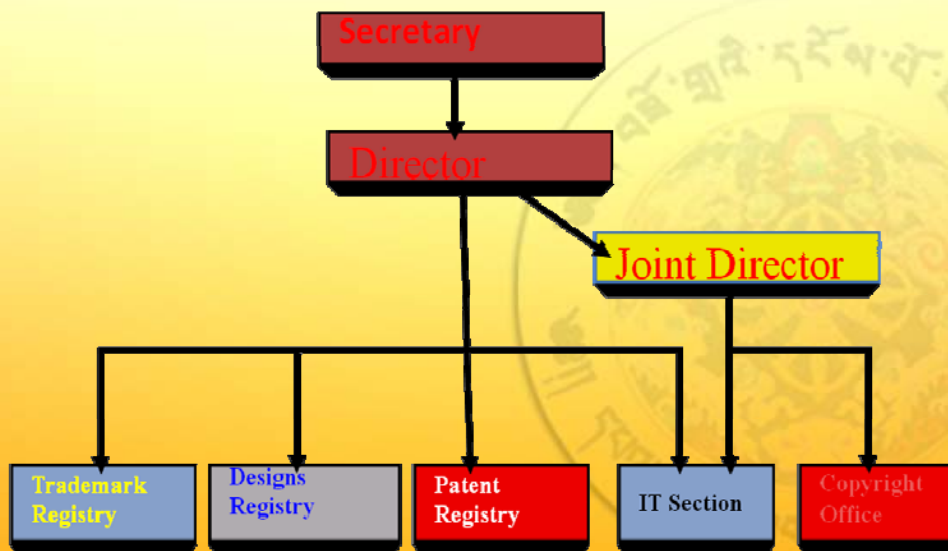 Secretary
Director
Joint Director
Trademark
Registry
Designs
Registry
Patent
Registry
IT Section
Copyright
Office